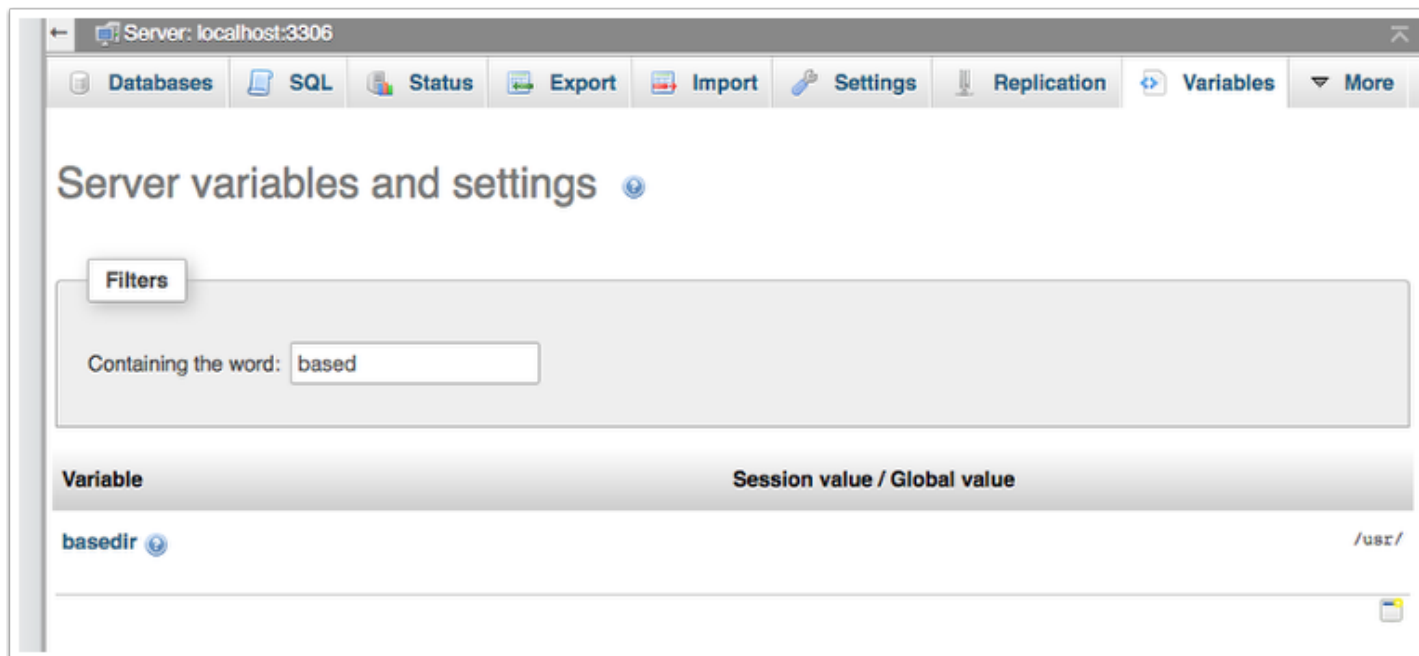 Server: localhost:3306
Databases SQL Status Export Import Settings Replication Variables More
Server variables and settings
Filters
Containing the word: based
Variable Session value / Global value
basedir /usr/